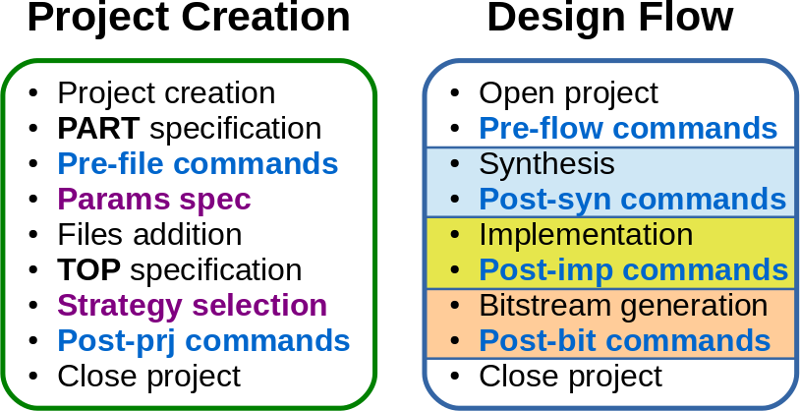 Project Creation
• Project creation
• PART specification
• Pre-file commands
• Params spec
• Files addition
• TOP specification
• Strategy selection
• Post-prj commands
• Close project
Design Flow
• Open project
• Pre-flow commands
• Synthesis
• Post-syn commands
• Implementation
• Post-imp commands
• Bitstream generation
• Post-bit commands
• Close project